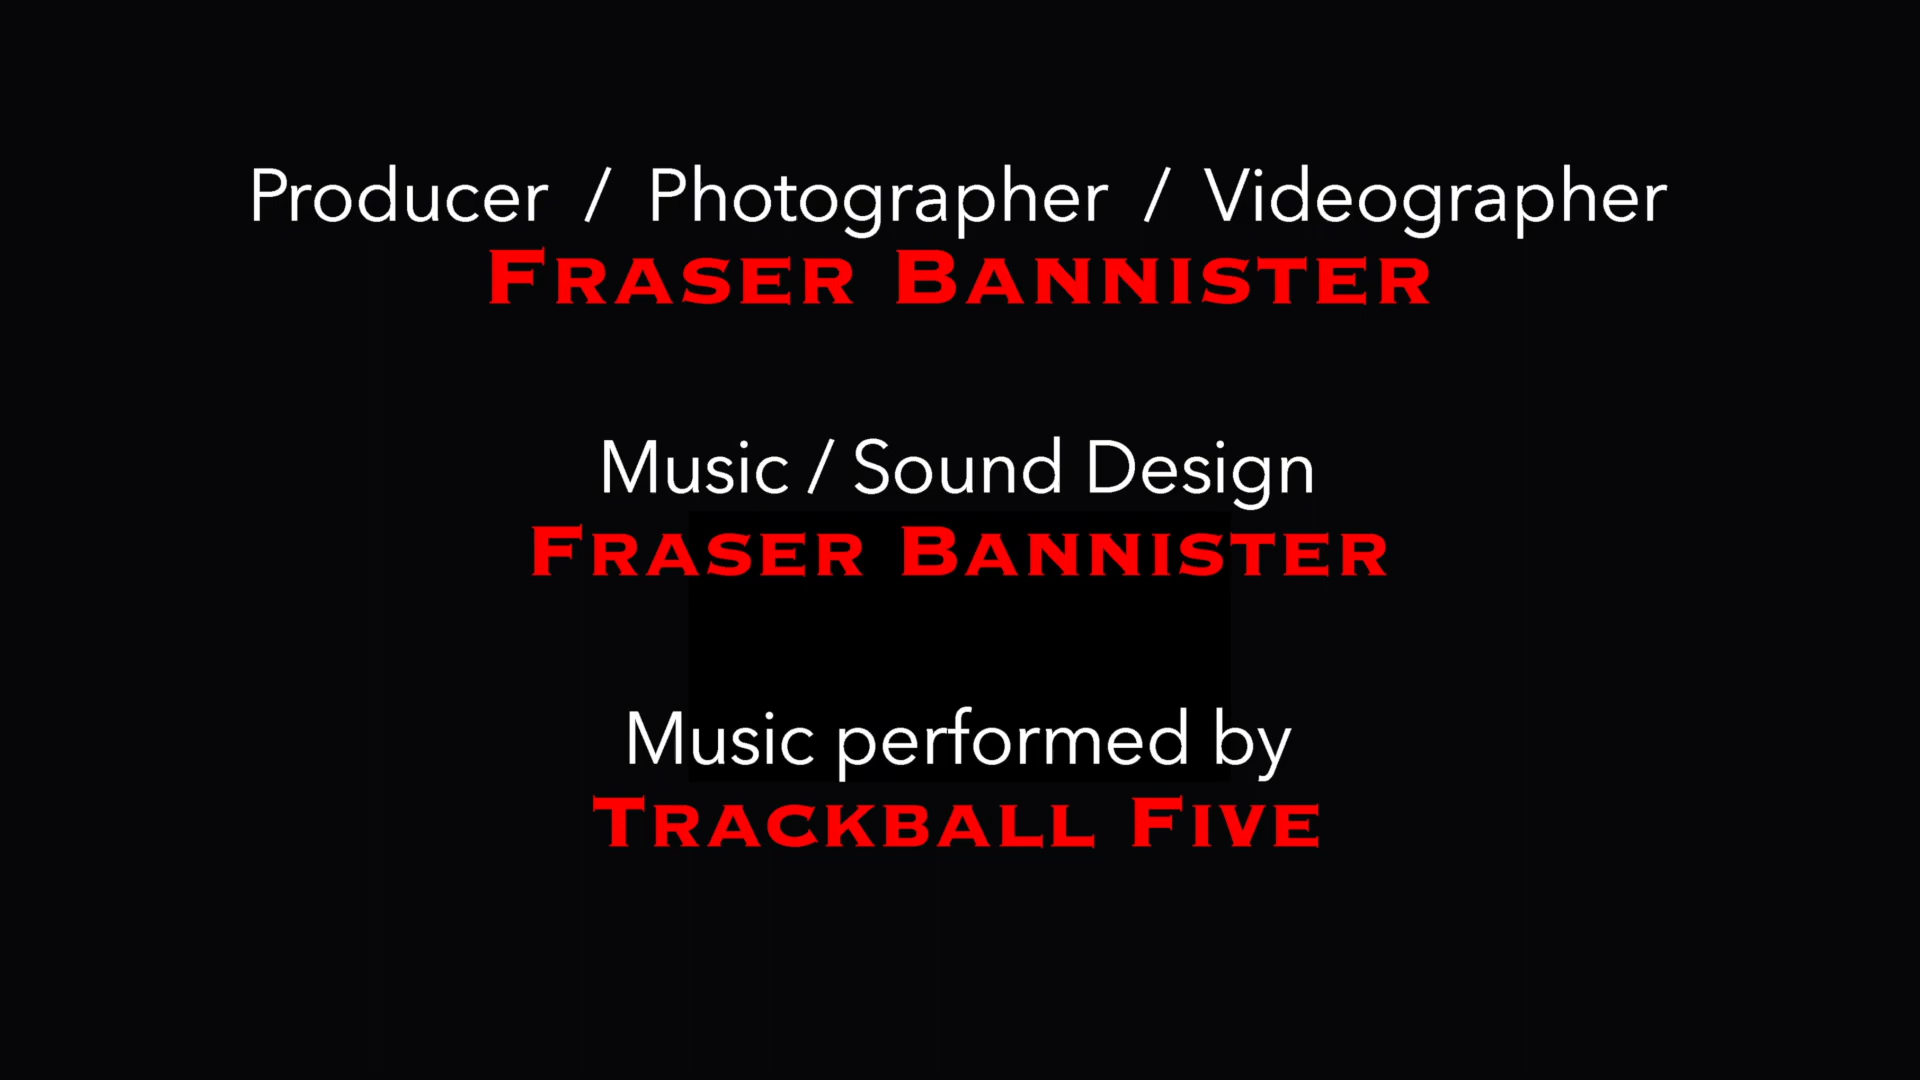 Producer / Photographer / Videographer
Fraser Bannister
Music / Sound Design
Fraser Bannister
Music performed by
Trackball Five